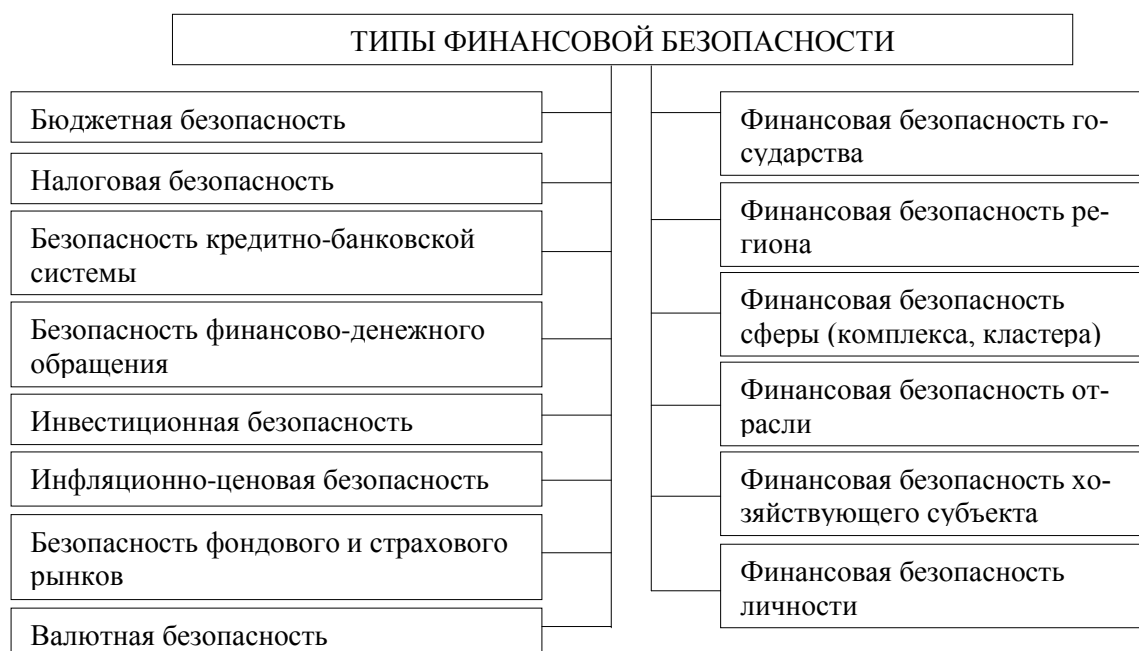 ТИПЫ ФИНАНСОВОЙ БЕЗОПАСНОСТИ
Бюджетная безопасность
Налоговая безопасность
Безопасность кредитно-банковской
системы
Безопасность финансово-денежного
обращения
Инвестиционная безопасность
Инфляционно-ценовая безопасность
Безопасность фондового и страхового
рынков
Валютная безопасность
Финансовая безопасность го-
сударства
Финансовая безопасность ре-
гиона
Финансовая безопасность
сферы (комплекса, кластера)
Финансовая безопасность от-
расли
Финансовая безопасность хо-
зяйствующего субъекта
Финансовая безопасность
личности